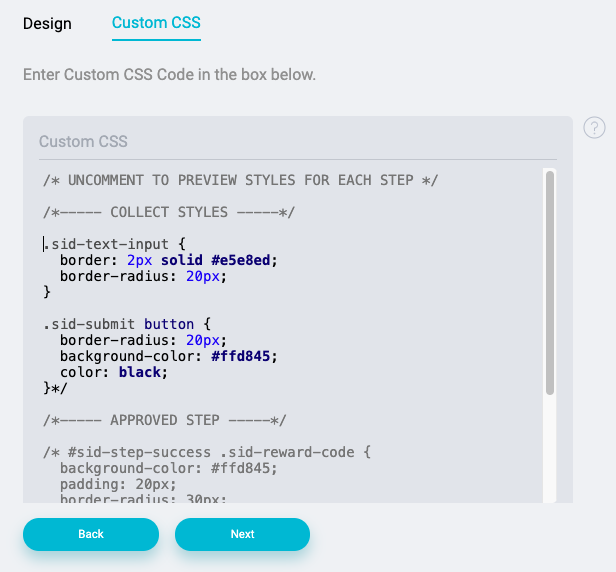 Design Custom CSS
Enter Custom CSS Code in the box below.
?
Custom CSS
/* UNCOMMENT TO PREVIEW STYLES FOR EACH STEP */
/*----- COLLECT STYLES -----*/
.sid-text-input {
border: 2px solid #e5e8ed;
border-radius: 20px;
}
.sid-submit button {
border-radius: 20px;
background-color: #ffd845;
color: black;
}*/
/*----- APPROVED STEP -----*/
/* #sid-step-success .sid-reward-code {
background-color: #ffd845;
padding: 20px;
border-radius: 30px;
Back Next